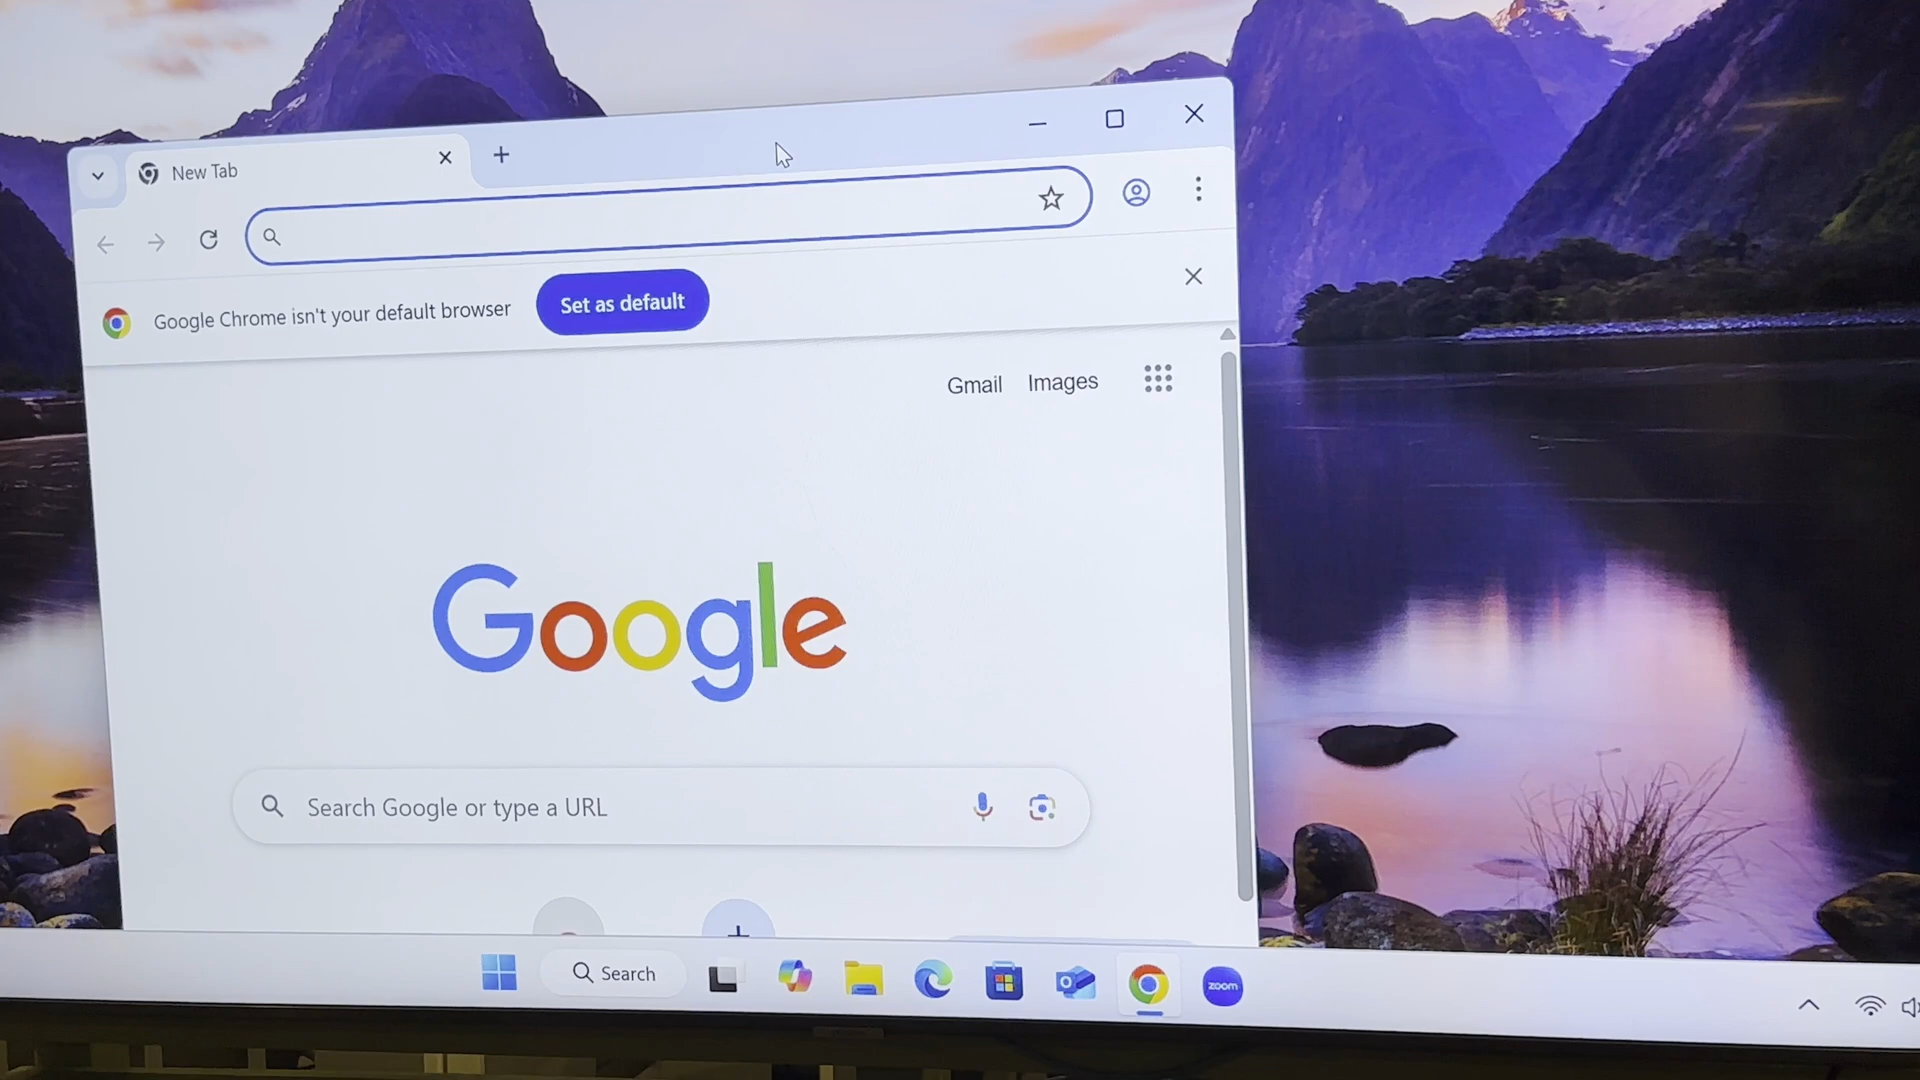 New Tab
Google Chrome isn't your default browser
Set as default
Gmail Images
Google
Search Google or type a URL
Search
zoom